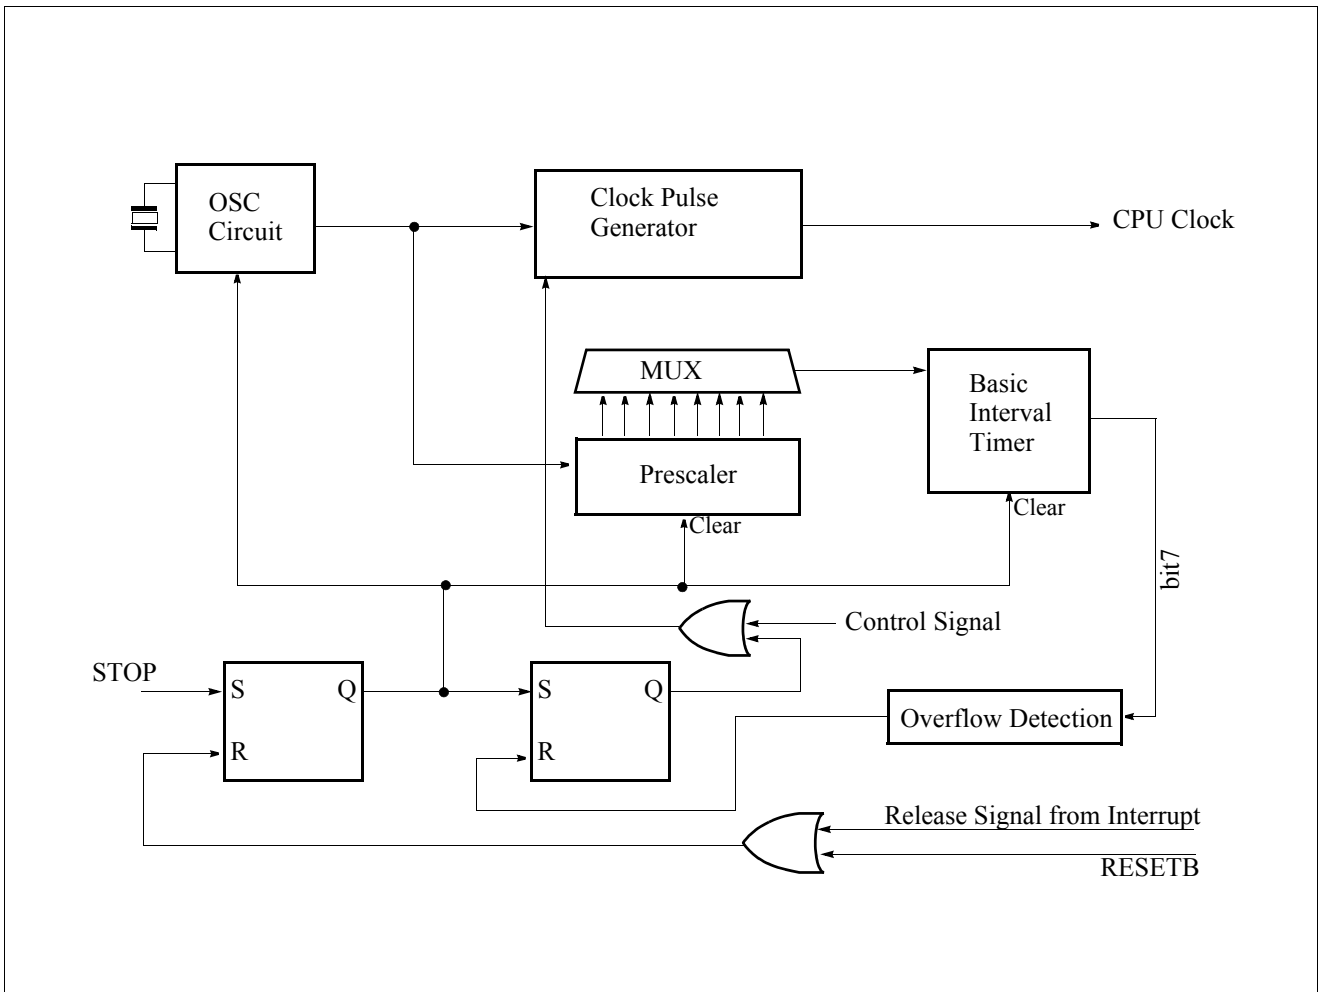 OSC
Circuit
Clock Pulse
Generator
CPU Clock
MUX
Basic
Interval
Timer
Prescaler
Clear
Clear
bit7
Control Signal
STOP
S
Q
R
S
Q
R
Overflow Detection
Release Signal from Interrupt
RESETB